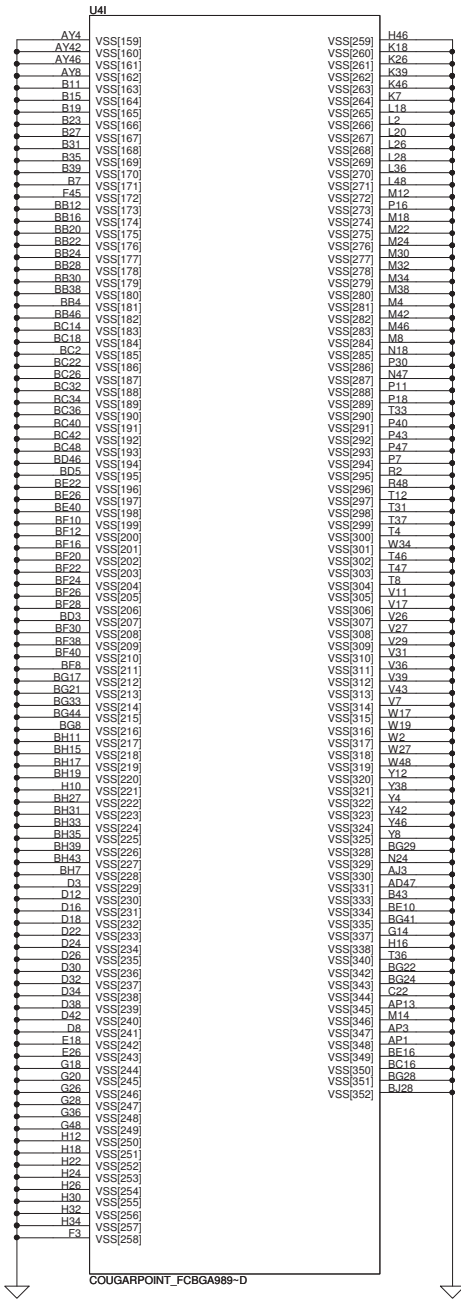 U4I
AY4 VSS[159] VSS[259] H46
AY42 VSS[160] VSS[260] K18
AY46 VSS[161] VSS[261] K26
AY8 VSS[162] VSS[262] K39
B11 VSS[163] VSS[263] K46
B15 VSS[164] VSS[264] K7
B19 VSS[165] VSS[265] L18
B23 VSS[166] VSS[266] L2
B27 VSS[167] VSS[267] L20
B31 VSS[168] VSS[268] L26
B35 VSS[169] VSS[269] L28
B39 VSS[170] VSS[270] L36
B7 VSS[171] VSS[271] L48
F45 VSS[172] VSS[272] M12
BB12 VSS[173] VSS[273] P16
BB16 VSS[174] VSS[274] M18
BB20 VSS[175] VSS[275] M22
BB22 VSS[176] VSS[276] M24
BB24 VSS[177] VSS[277] M30
BB28 VSS[178] VSS[278] M32
BB30 VSS[179] VSS[279] M34
BB38 VSS[180] VSS[280] M38
BB4 VSS[181] VSS[281] M4
BB46 VSS[182] VSS[282] M42
BC14 VSS[183] VSS[283] M46
BC18 VSS[184] VSS[284] M8
BC2 VSS[185] VSS[285] N18
BC22 VSS[186] VSS[286] P30
BC26 VSS[187] VSS[287] N47
BC32 VSS[188] VSS[288] P11
BC34 VSS[189] VSS[289] P18
BC36 VSS[190] VSS[290] T33
BC40 VSS[191] VSS[291] P40
BC42 VSS[192] VSS[292] P43
BC48 VSS[193] VSS[293] P47
BD46 VSS[194] VSS[294] P7
BD5 VSS[195] VSS[295] R2
BE22 VSS[196] VSS[296] R48
BE26 VSS[197] VSS[297] T12
BE40 VSS[198] VSS[298] T31
BF10 VSS[199] VSS[299] T37
BF12 VSS[200] VSS[300] T4
BF16 VSS[201] VSS[301] W34
BF20 VSS[202] VSS[302] T46
BF22 VSS[203] VSS[303] T47
BF24 VSS[204] VSS[304] T8
BF26 VSS[205] VSS[305] V11
BF28 VSS[206] VSS[306] V17
BD3 VSS[207] VSS[307] V26
BF30 VSS[208] VSS[308] V27
BF38 VSS[209] VSS[309] V29
BF40 VSS[210] VSS[310] V31
BF8 VSS[211] VSS[311] V36
BG17 VSS[212] VSS[312] V39
BG21 VSS[213] VSS[313] V43
BG33 VSS[214] VSS[314] V7
BG44 VSS[215] VSS[315] W17
BG8 VSS[216] VSS[316] W19
BH11 VSS[217] VSS[317] W2
BH15 VSS[218] VSS[318] W27
BH17 VSS[219] VSS[319] W48
BH19 VSS[220] VSS[320] Y12
H10 VSS[221] VSS[321] Y38
BH27 VSS[222] VSS[322] Y4
BH31 VSS[223] VSS[323] Y42
BH33 VSS[224] VSS[324] Y46
BH35 VSS[225] VSS[325] Y8
BH39 VSS[226] VSS[328] BG29
BH43 VSS[227] VSS[329] N24
BH7 VSS[228] VSS[330] AJ3
D3 VSS[229] VSS[331] AD47
D12 VSS[230] VSS[333] B43
D16 VSS[231] VSS[334] BE10
D18 VSS[232] VSS[335] BG41
D22 VSS[233] VSS[337] G14
D24 VSS[234] VSS[338] H16
D26 VSS[235] VSS[340] T36
D30 VSS[236] VSS[342] BG22
D32 VSS[237] VSS[343] BG24
D34 VSS[238] VSS[344] C22
D38 VSS[239] VSS[345] AP13
D42 VSS[240] VSS[346] M14
D8 VSS[241] VSS[347] AP3
E18 VSS[242] VSS[348] AP1
E26 VSS[243] VSS[349] BE16
G18 VSS[244] VSS[350] BC16
G20 VSS[245] VSS[351] BG28
G26 VSS[246] VSS[352] BJ28
G28 VSS[247]
G36 VSS[248]
G48 VSS[249]
H12 VSS[250]
H18 VSS[251]
H22 VSS[252]
H24 VSS[253]
H26 VSS[254]
H30 VSS[255]
H32 VSS[256]
H34 VSS[257]
F3 VSS[258]
COUGARPOINT_FCBGA989~D